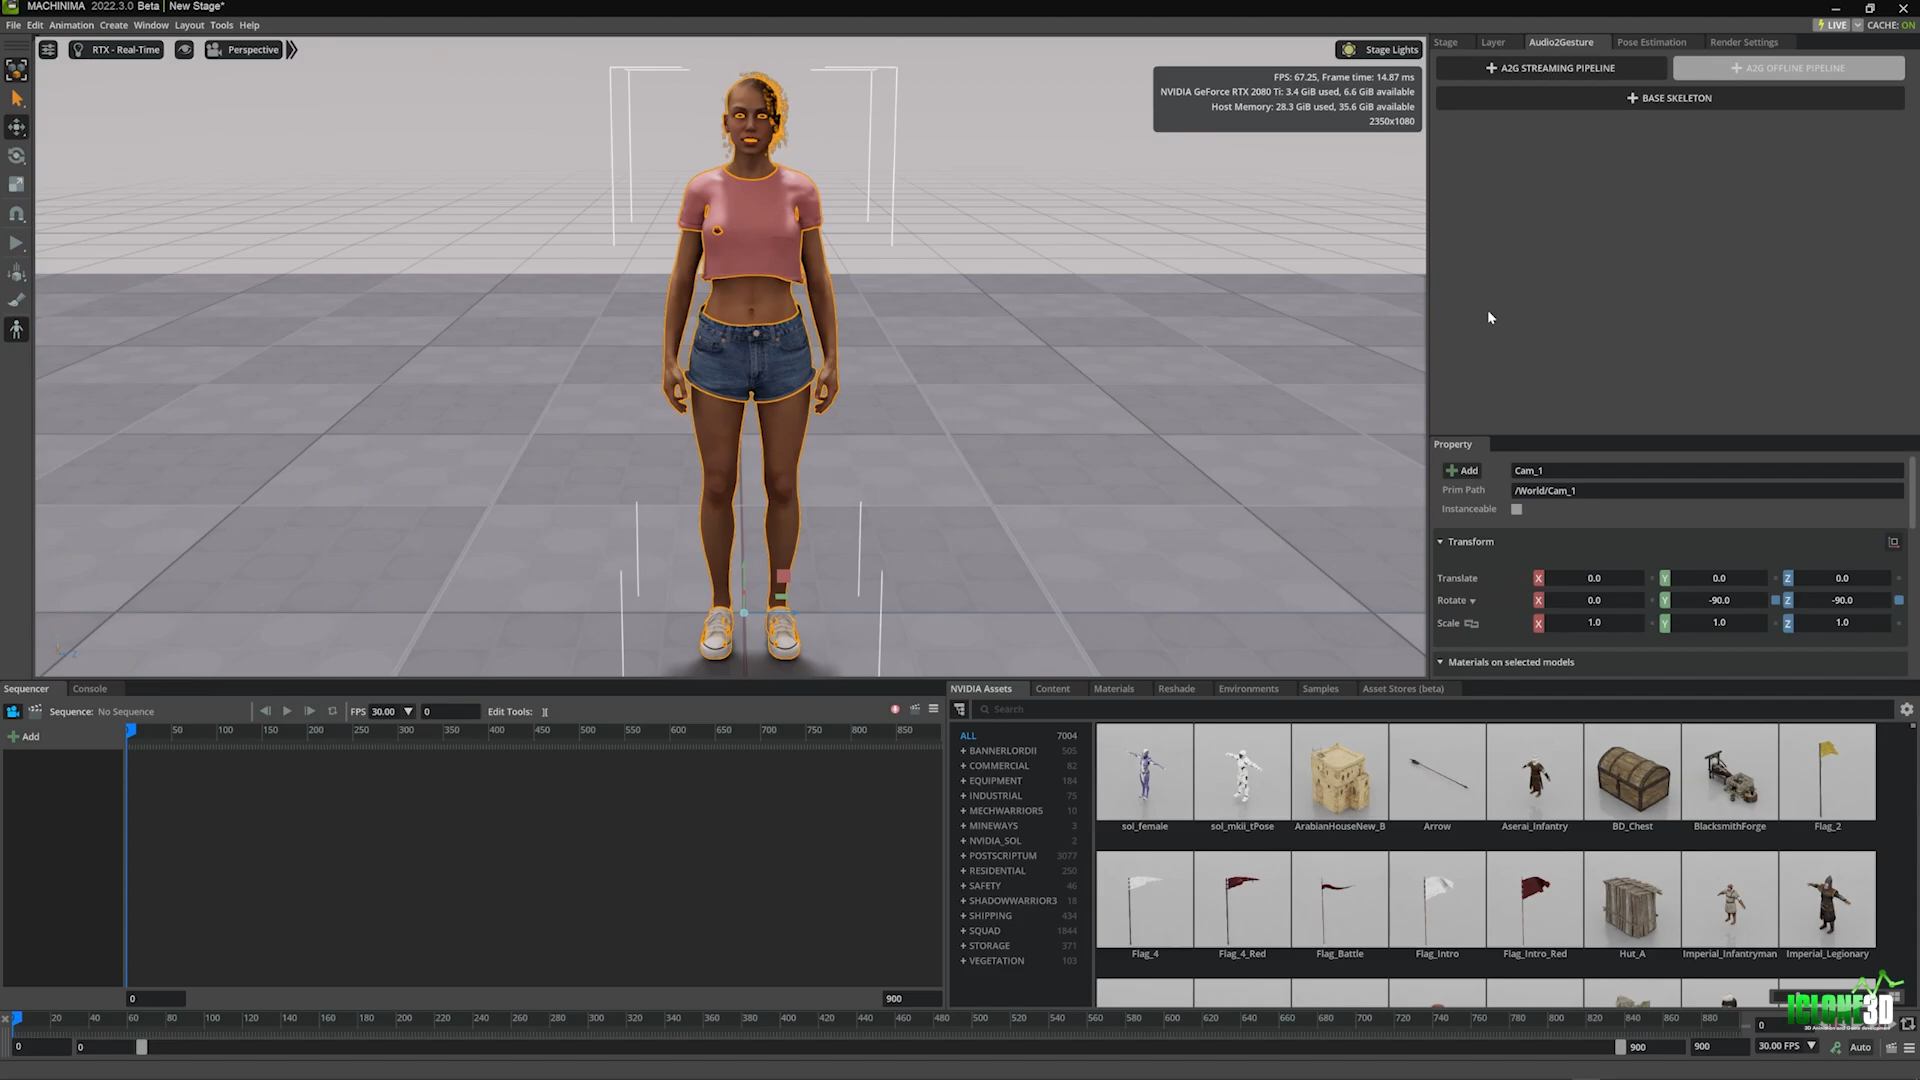 MACHINIMA 2022.3.0 Beta | New Stage*
File Edit Animation Create Window Layout Tools Help
LIVE CACHE: ON
RTX - Real-Time Perspective Stage Lights
FPS: 67.25, Frame time: 14.87 ms
NVIDIA GeForce RTX 2080 Ti: 3.4 GiB used, 6.6 GiB available
Host Memory: 28.3 GiB used, 35.6 GiB available
2350x1080
Stage Layer Audio2Gesture Pose Estimation Render Settings
A2G STREAMING PIPELINE A2G OFFLINE PIPELINE
BASE SKELETON
Property
Add Cam_1
Prim Path /World/Cam_1
Instanceable
Transform
Translate X 0.0 Y 0.0 Z 0.0
Rotate X 0.0 Y -90.0 Z -90.0
Scale X 1.0 Y 1.0 Z 1.0
Materials on selected models
Sequencer Console
Sequence: No Sequence FPS 30.00 0 Edit Tools:
Add
50 100 150 200 250 300 350 400 450 500 550 600 650 700 750 800 850
0 900
NVIDIA Assets Content Materials Reshade Environments Samples Asset Stores (beta)
Search
ALL 7004
+ BANNERLORDII 505
+ COMMERCIAL 82
+ EQUIPMENT 184
+ INDUSTRIAL 75
+ MECHWARRIOR5 10
+ MINEWAYS 3
+ NVIDIA_SOL 2
+ POSTSCRIPTUM 3077
+ RESIDENTIAL 250
+ SAFETY 46
+ SHADOWWARRIOR3 18
+ SHIPPING 434
+ SQUAD 1844
+ STORAGE 371
+ VEGETATION 103
sol_female sol_mkii_tPose ArabianHouseNew_B Arrow Aserai_Infantry BD_Chest BlacksmithForge Flag_2
Flag_4 Flag_4_Red Flag_Battle Flag_Intro Flag_Intro_Red Hut_A Imperial_Infantryman Imperial_Legionary
ICLONE3D
3D Animation and Game development
20 40 60 80 100 120 140 160 180 200 220 240 260 280 300 320 340 360 380 400 420 440 460 480 500 520 540 560 580 600 620 640 660 680 700 720 740 760 780 800 820 840 860 880
0
0 0 900 900 30.00 FPS Auto